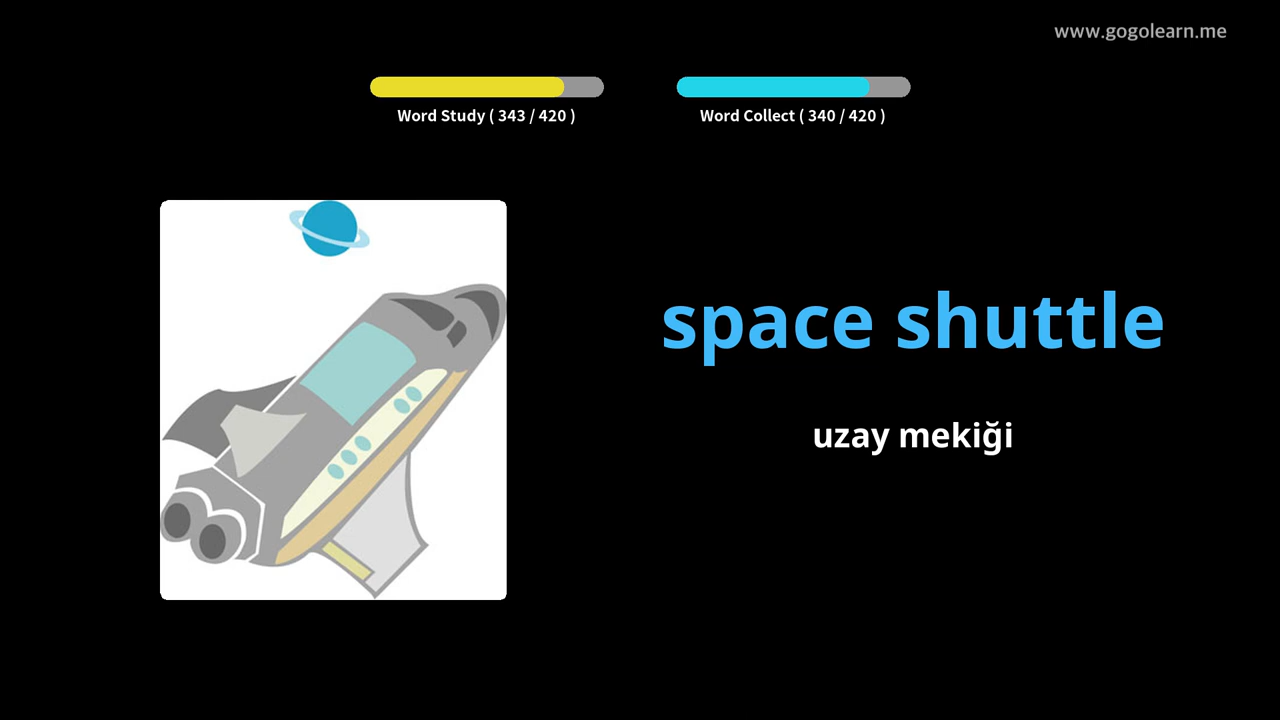 www.gogolearn.me
Word Study ( 343 / 420 )
Word Collect ( 340 / 420 )
space shuttle
uzay mekiği